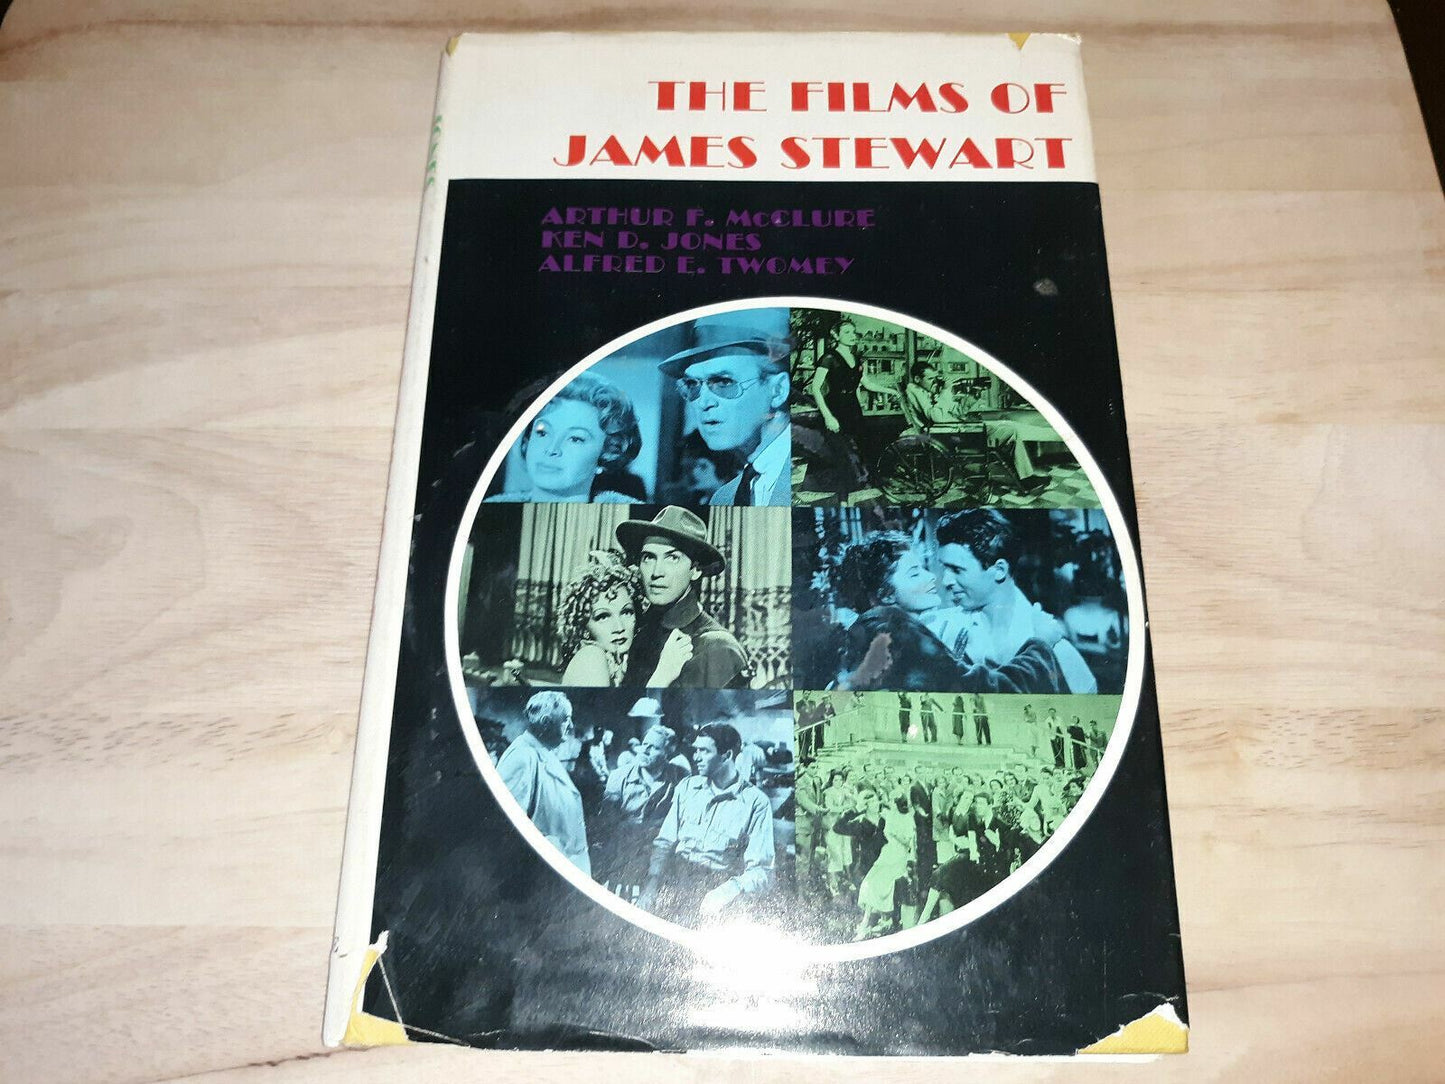 THE FILMS OF
JAMES STEWART
ARTHUR F. McCLURE
KEN D. JONES
ALFRED E. TWOMEY